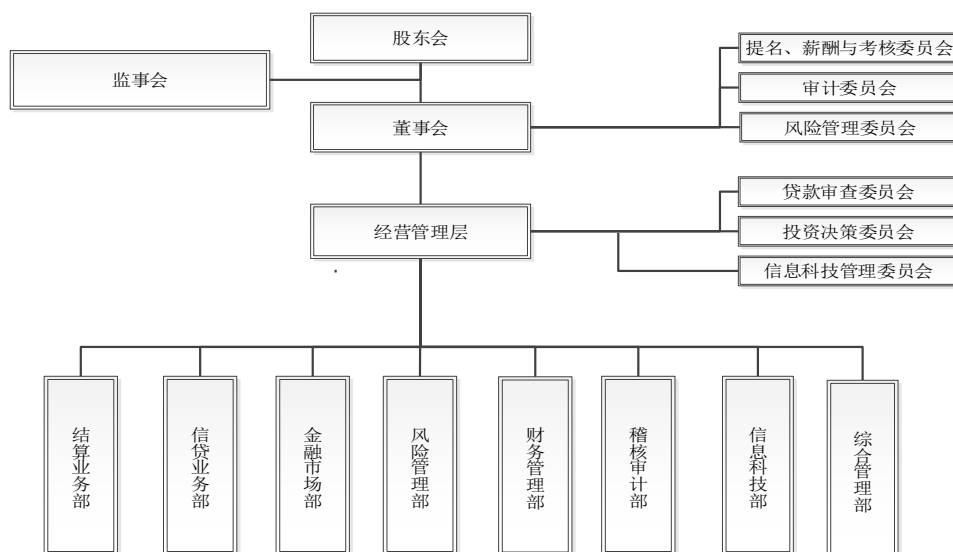 股东会
监事会
董事会
提名、薪酬与考核委员会
审计委员会
风险管理委员会
经营管理层
贷款审查委员会
投资决策委员会
信息科技管理委员会
结算业务部
信贷业务部
金融市场部
风险管理部
财务管理部
稽核审计部
信息科技部
综合管理部